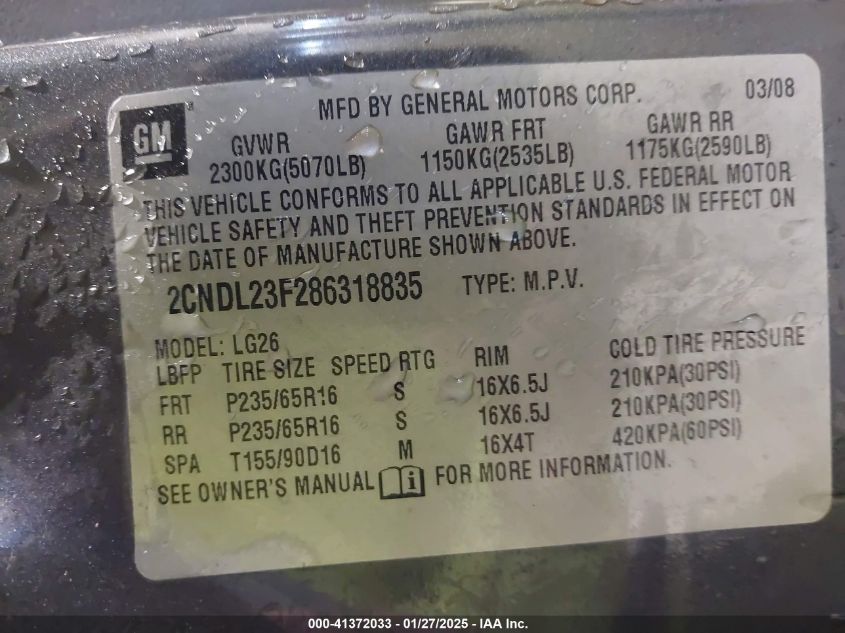 MFD BY GENERAL MOTORS CORP. 03/08
GM
GVWR GAWR FRT GAWR RR
2300KG(5070LB) 1150KG(2535LB) 1175KG(2590LB)
THIS VEHICLE CONFORMS TO ALL APPLICABLE U.S. FEDERAL MOTOR
VEHICLE SAFETY AND THEFT PREVENTION STANDARDS IN EFFECT ON
THE DATE OF MANUFACTURE SHOWN ABOVE.
2CNDL23F286318835 TYPE: M.P.V.
MODEL: LG26
LBFP TIRE SIZE SPEED RTG RIM COLD TIRE PRESSURE
FRT P235/65R16 S 16X6.5J 210KPA(30PSI)
RR P235/65R16 S 16X6.5J 210KPA(30PSI)
SPA T155/90D16 M 16X4T 420KPA(60PSI)
SEE OWNER'S MANUAL i FOR MORE INFORMATION.
000-41372033 - 01/27/2025 - IAA Inc.